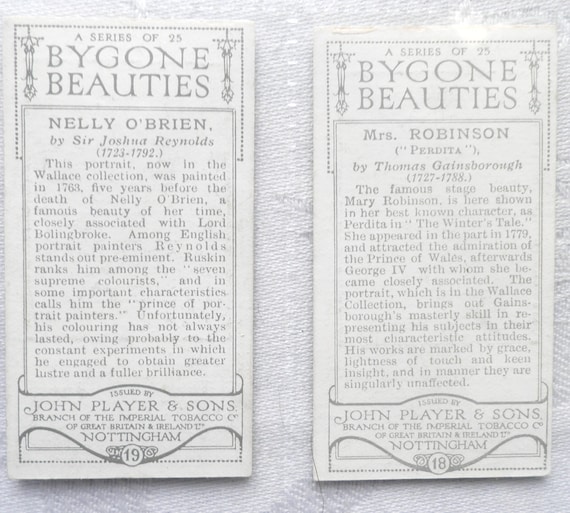 A SERIES OF 25
BYGONE
BEAUTIES
NELLY O'BRIEN,
by Sir Joshua Reynolds
(1723-1792.)
This portrait, now in the
Wallace collection, was painted
in 1763, five years before the
death of Nelly O'Brien, a
famous beauty of her time,
closely associated with Lord
Bolingbroke. Among English
portrait painters Reynolds
stands out pre-eminent. Ruskin
ranks him among the "seven
supreme colourists," and in
some important characteristics
calls him the "prince of por-
trait painters." Unfortunately,
his colouring has not always
lasted, owing probably to the
constant experiments in which
he engaged to obtain greater
lustre and a fuller brilliance.
ISSUED BY
JOHN PLAYER & SONS.
BRANCH OF THE IMPERIAL TOBACCO Co
OF GREAT BRITAIN & IRELAND LTD
NOTTINGHAM
19
A SERIES OF 25
BYGONE
BEAUTIES
Mrs. ROBINSON
("PERDITA"),
by Thomas Gainsborough
(1727-1788.)
The famous stage beauty,
Mary Robinson, is here shown
in her best known character, as
Perdita in "The Winter's Tale."
She appeared in the part in 1779,
and attracted the admiration of
the Prince of Wales, afterwards
George IV with whom she be-
came closely associated. The
portrait, which is in the Wallace
Collection, brings out Gains-
borough's masterly skill in re-
presenting his subjects in their
most characteristic attitudes.
His works are marked by grace,
lightness of touch and keen
insight, and in manner they are
singularly unaffected.
ISSUED BY
JOHN PLAYER & SONS.
BRANCH OF THE IMPERIAL TOBACCO Co
OF GREAT BRITAIN & IRELAND LTD
NOTTINGHAM
18